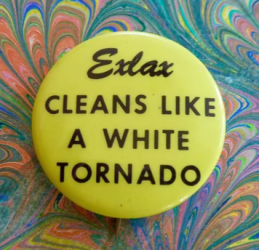 Exlax
CLEANS LIKE
A WHITE
TORNADO